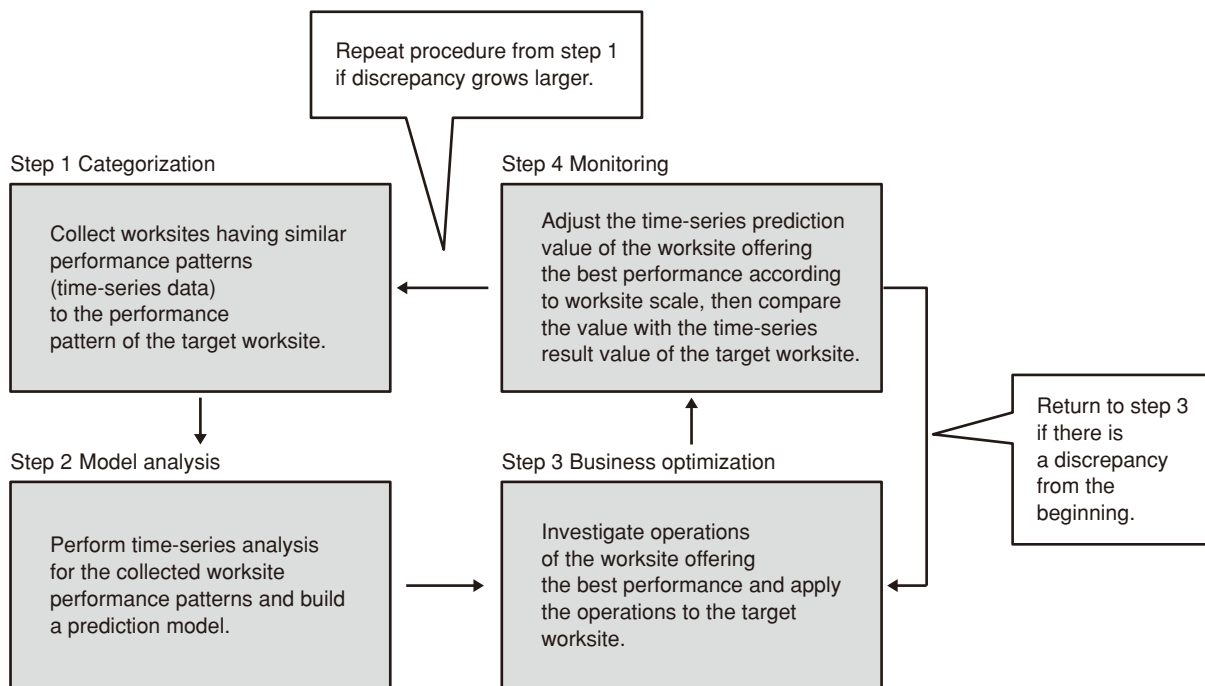 Repeat procedure from step 1
if discrepancy grows larger.
Step 1 Categorization
Collect worksites having similar
performance patterns
(time-series data)
to the performance
pattern of the target worksite.
Step 4 Monitoring
Adjust the time-series prediction
value of the worksite offering
the best performance according
to worksite scale, then compare
the value with the time-series
result value of the target worksite.
Return to step 3
if there is
a discrepancy
from the
beginning.
Step 2 Model analysis
Perform time-series analysis
for the collected worksite
performance patterns and build
a prediction model.
Step 3 Business optimization
Investigate operations
of the worksite offering
the best performance and apply
the operations to the target
worksite.